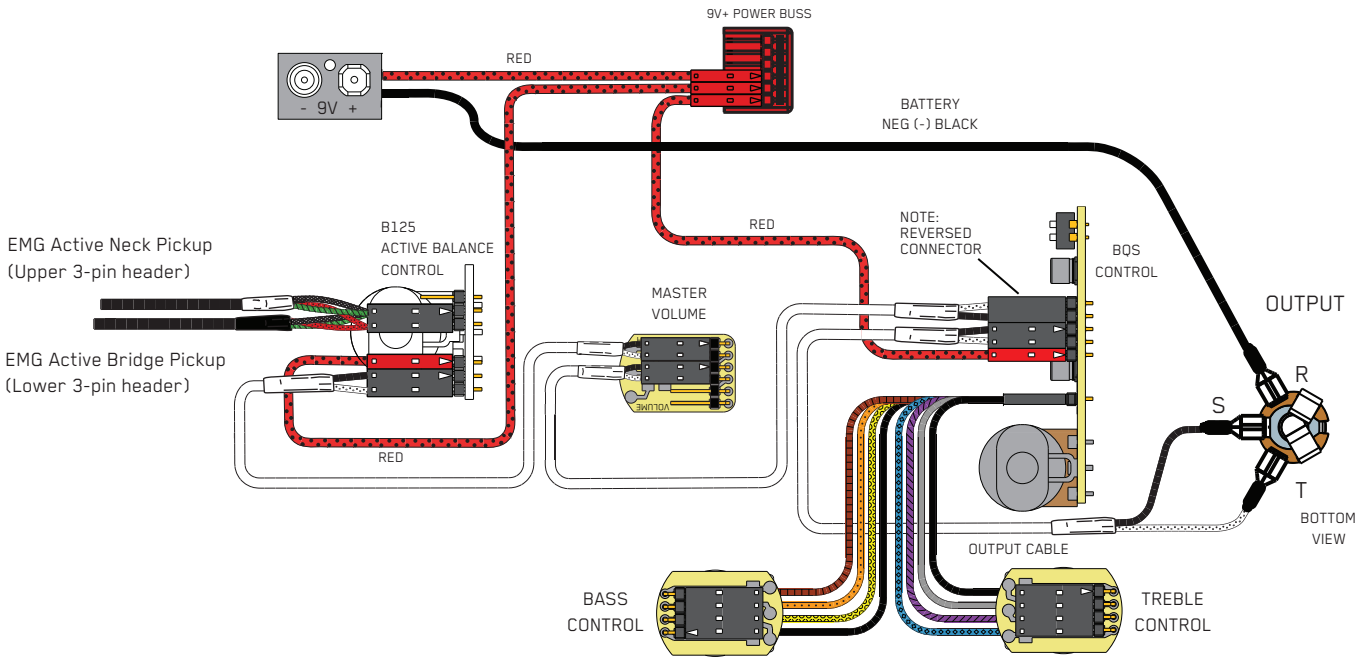 9V+ POWER BUSS
RED
- 9V +
BATTERY
NEG (-) BLACK
EMG Active Neck Pickup
(Upper 3-pin header)
B125
ACTIVE BALANCE
CONTROL
RED
NOTE:
REVERSED
CONNECTOR
BQS
CONTROL
MASTER
VOLUME
OUTPUT
EMG Active Bridge Pickup
(Lower 3-pin header)
R
S
VOLUME
RED
T
BOTTOM
VIEW
OUTPUT CABLE
BASS
CONTROL
TREBLE
CONTROL